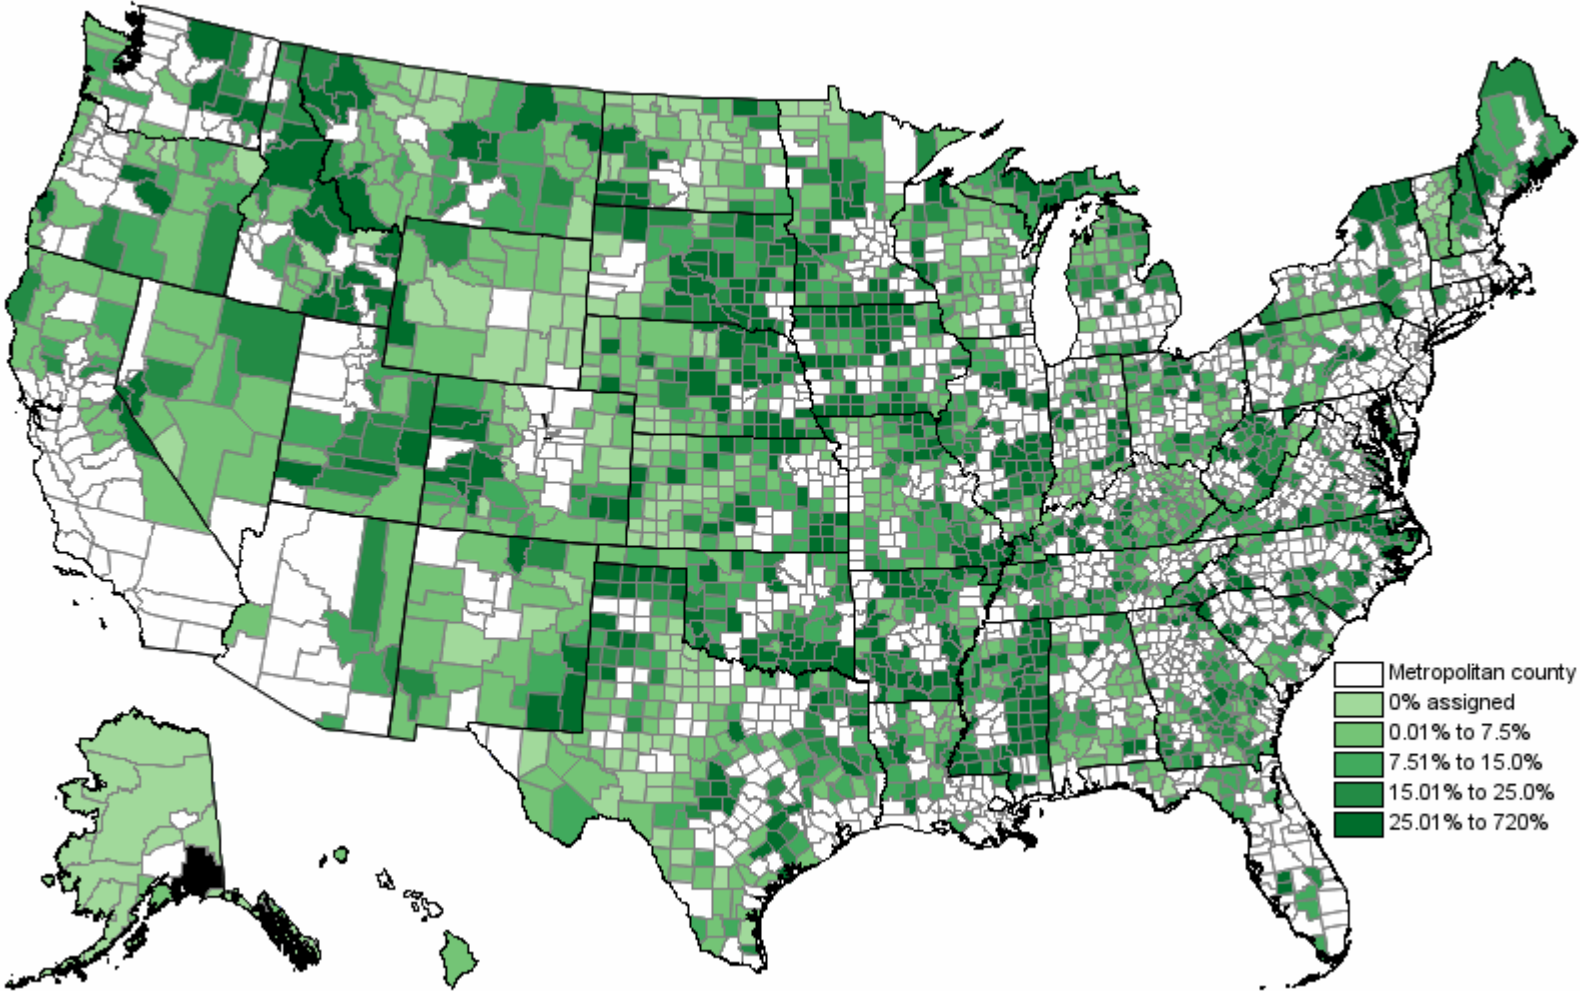 Metropolitan county
0% assigned
0.01% to 7.5%
7.51% to 15.0%
15.01% to 25.0%
25.01% to 720%